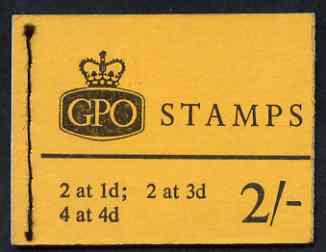 GPO STAMPS
2 at 1d; 2 at 3d
4 at 4d
2/-